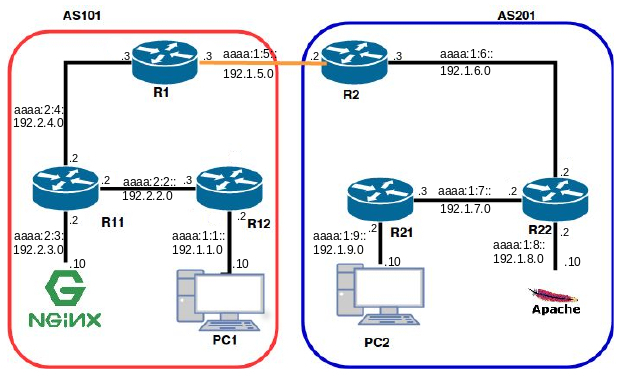 AS101
AS201
.3
.3
aaaa:1:5::
192.1.5.0
.2
.3
aaaa:1:6::
192.1.6.0
R1
R2
aaaa:2:4:
192.2.4.0
.2
.2
aaaa:2:2::
192.2.2.0
.3
.3
aaaa:1:7::
192.1.7.0
.2
.2
R11
R12
R21
R22
.2
aaaa:2:3:
192.2.3.0
.10
.2
aaaa:1:1::
192.1.1.0
.10
.2
aaaa:1:9::
192.1.9.0
.10
.2
aaaa:1:8::
192.1.8.0
.10
NGiNX
PC1
PC2
Apache